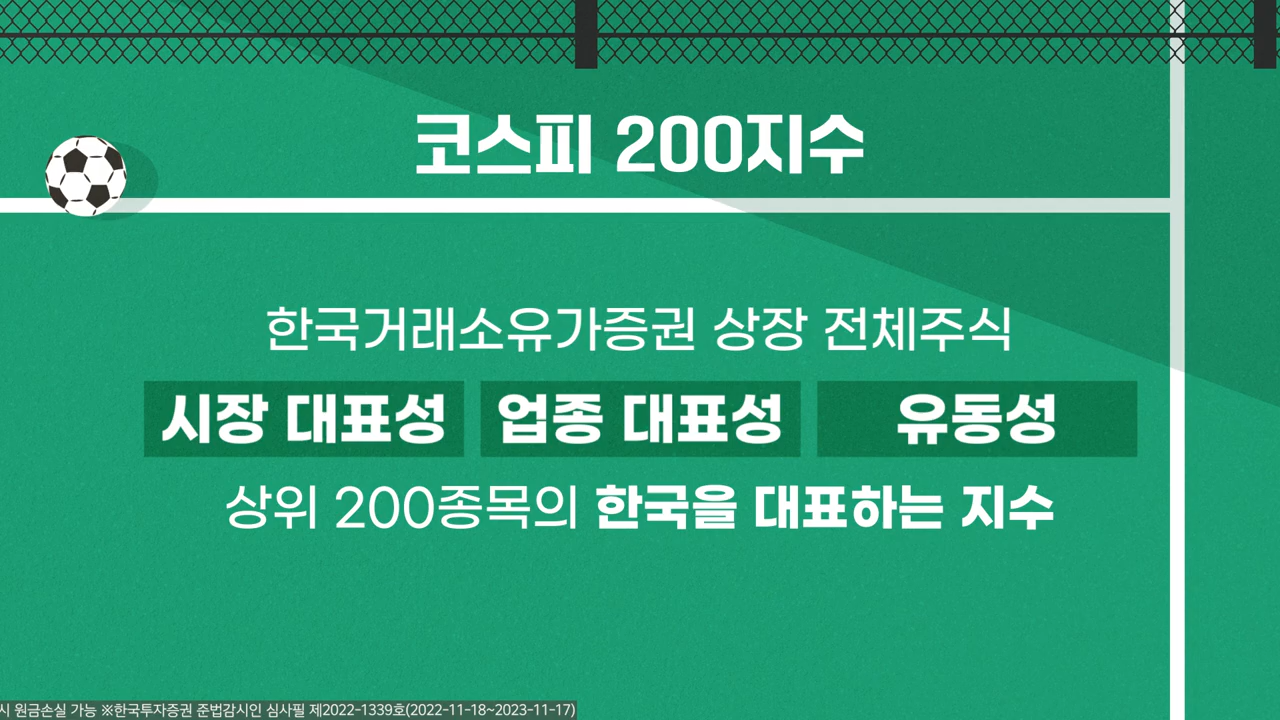 코스피 200지수
한국거래소유가증권 상장 전체주식
시장 대표성 업종 대표성 유동성
상위 200종목의 한국을 대표하는 지수
시 원금손실 가능 ※한국투자증권 준법감시인 심사필 제2022-1339호(2022-11-18~2023-11-17)